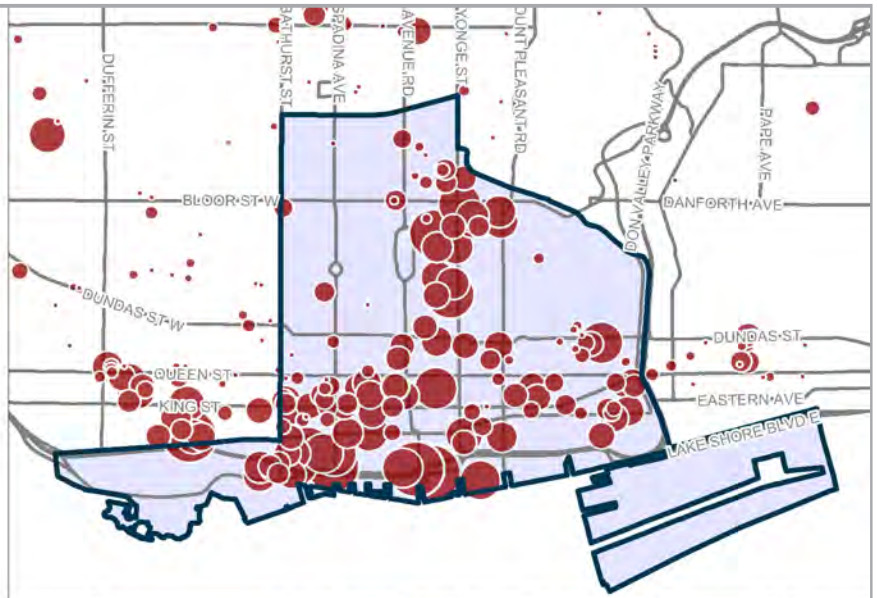 DUFFERIN ST
BATHURST ST
SPADINA AVE
AVENUE RD
YONGE ST
OUNT PLEASANT RD
DON VALLEY PARKWAY
PAPE AVE
BLOOR ST W
DANFORTH AVE
DUNDAS ST W
DUNDAS ST
QUEEN ST
EASTERN AVE
KING ST
LAKE SHORE BLVD E